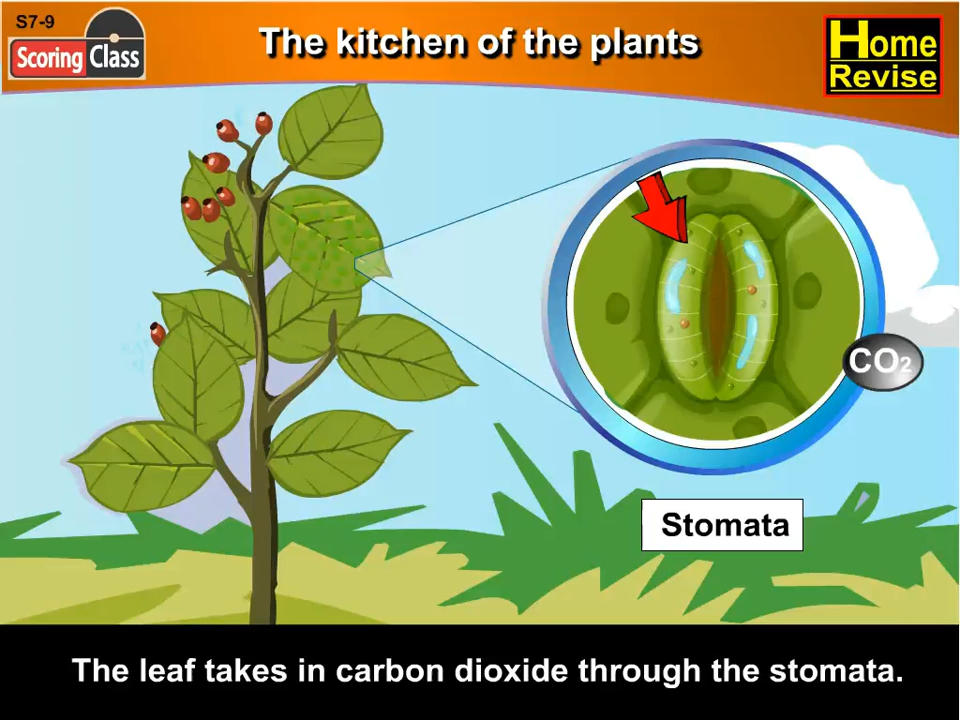 S7-9
Scoring Class
The kitchen of the plants
Home
Revise
CO₂
Stomata
The leaf takes in carbon dioxide through the stomata.